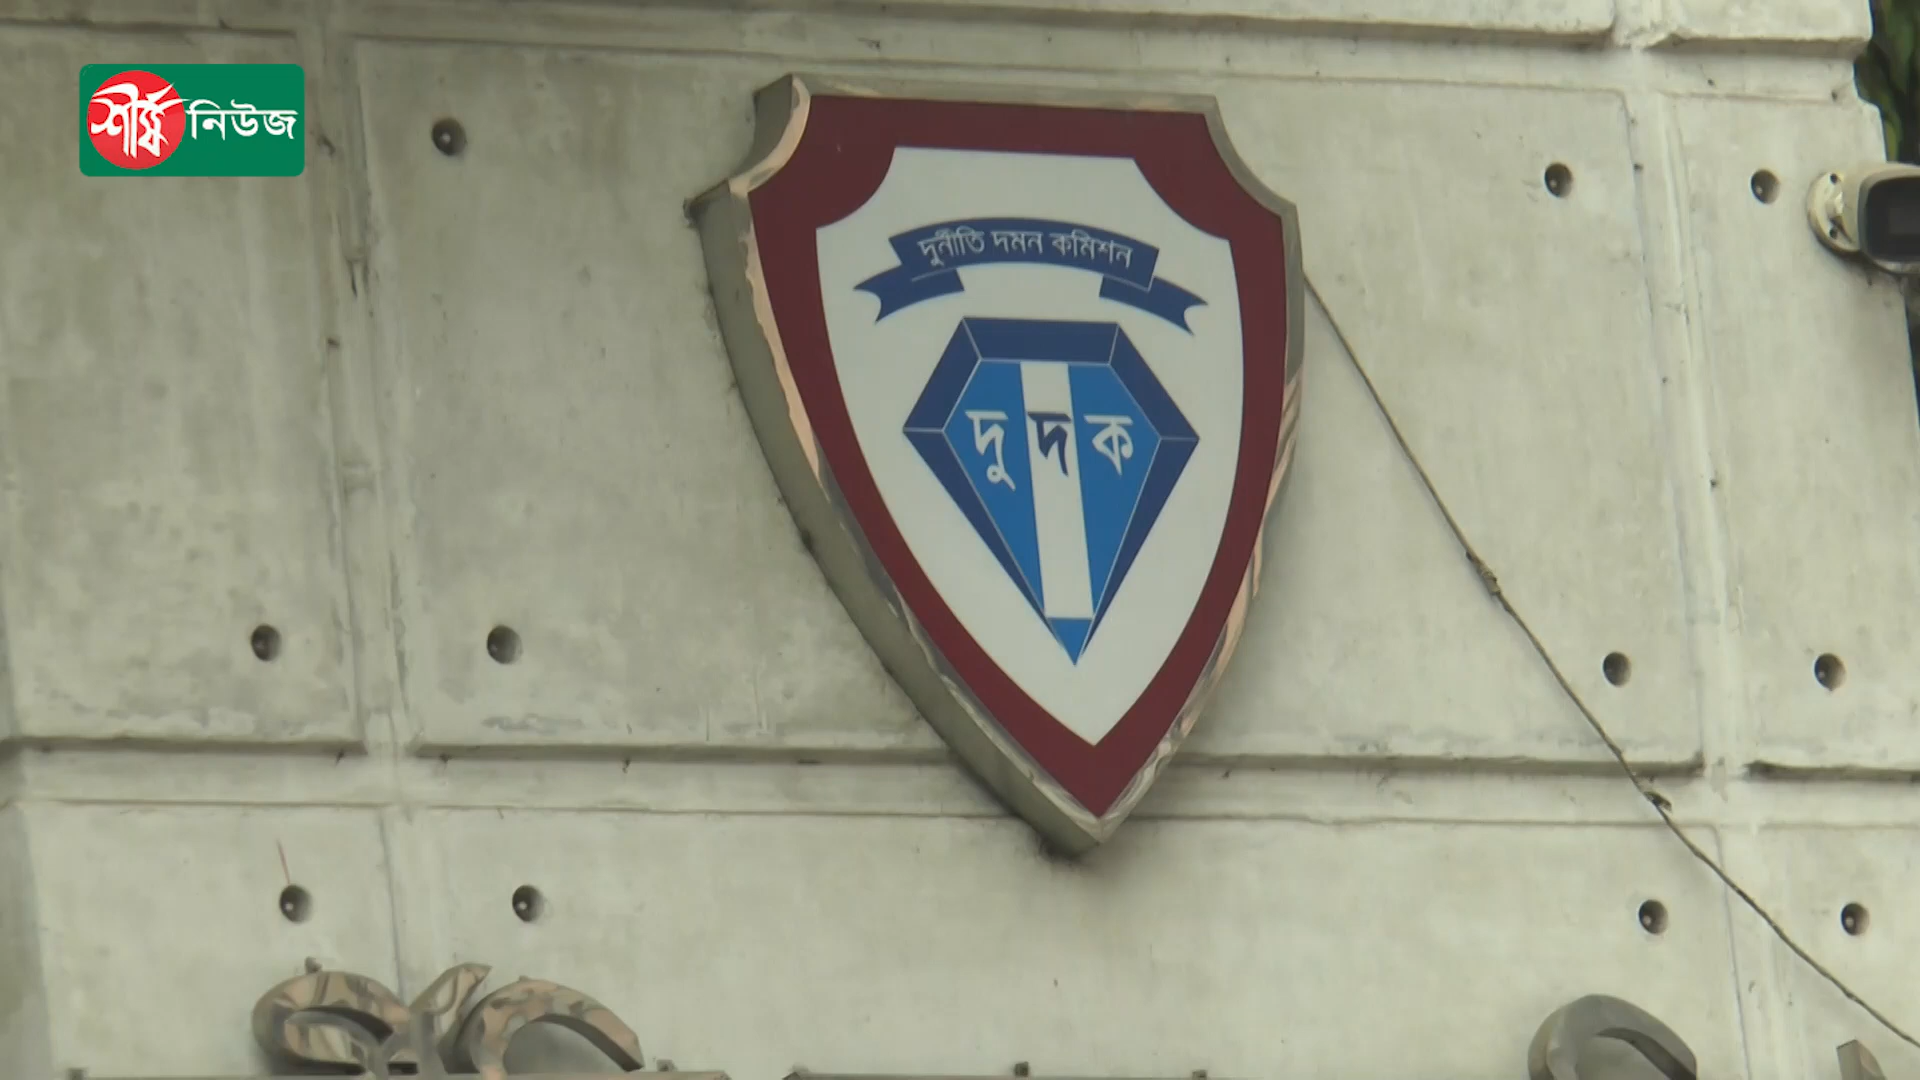 শীর্ষ নিউজ
দুর্নীতি দমন কমিশন
দুদক